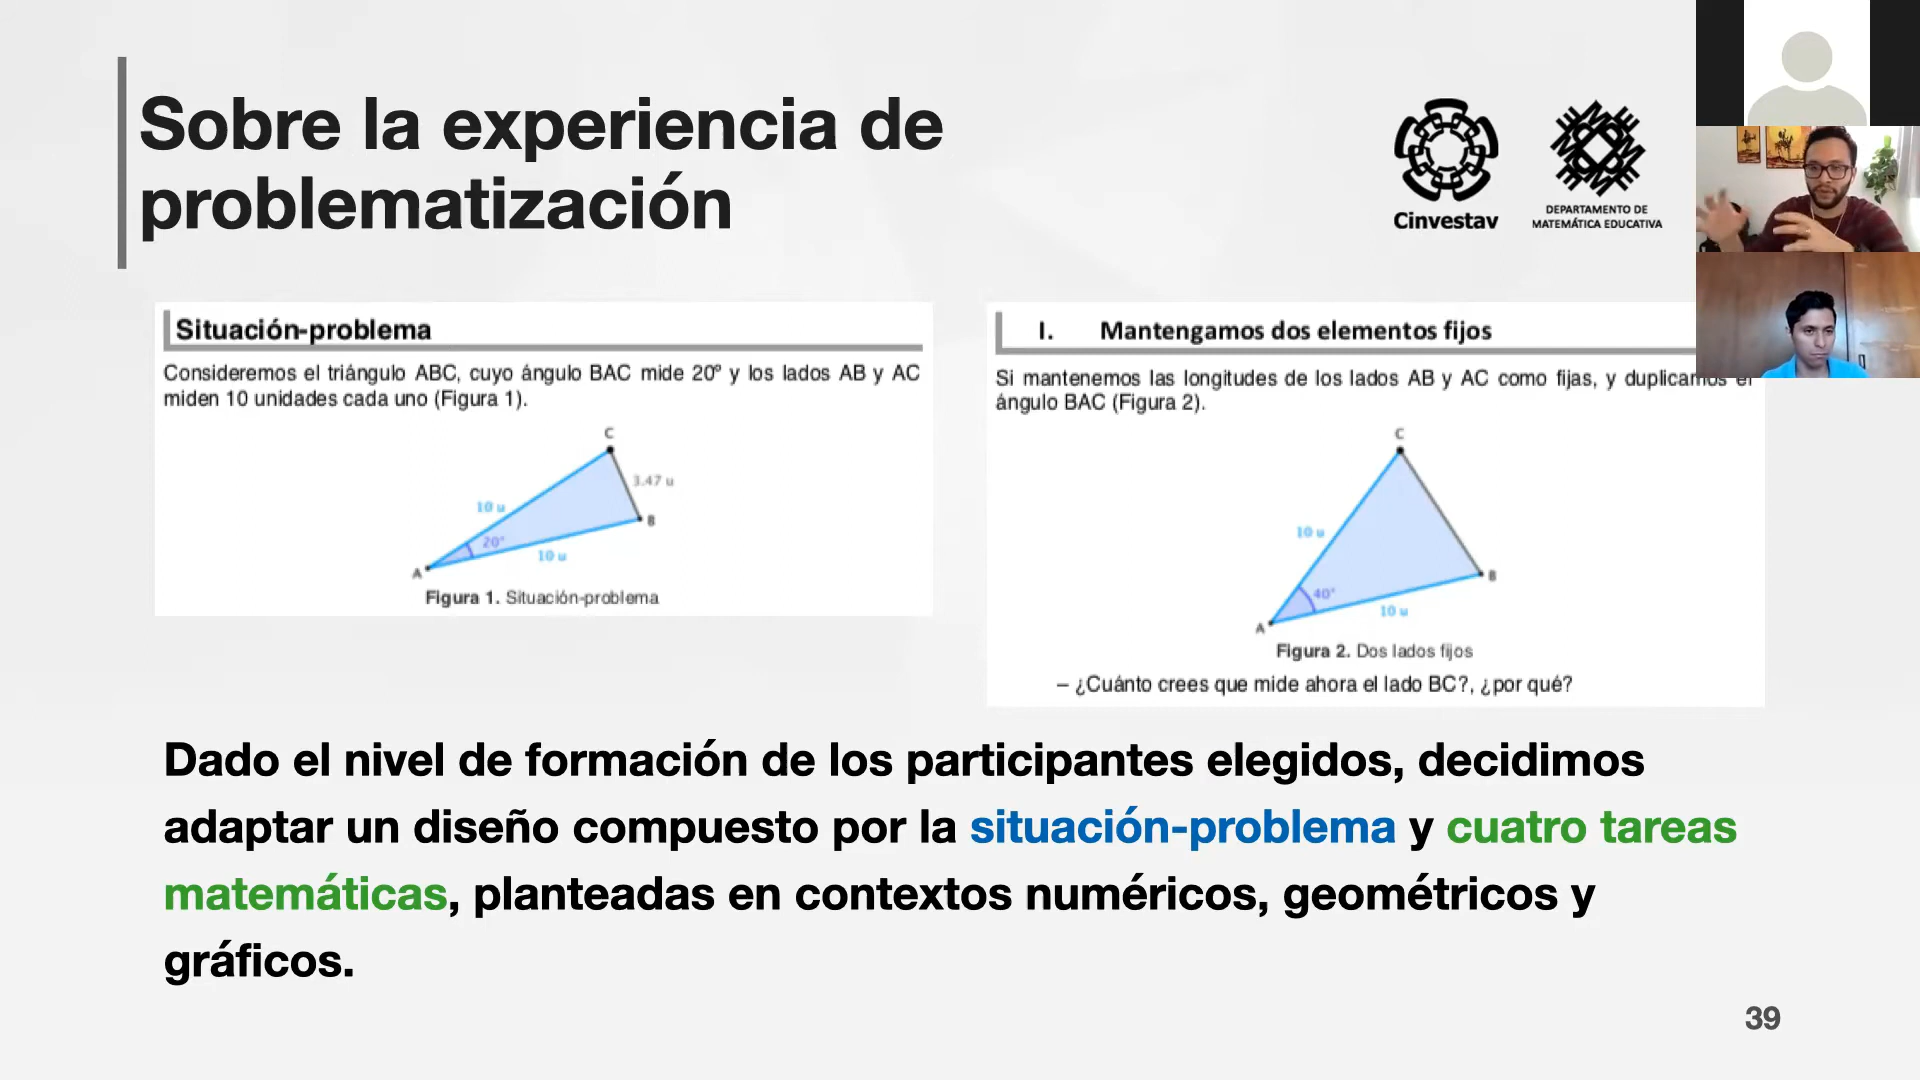 Sobre la experiencia de
problematización
Cinvestav
DEPARTAMENTO DE
MATEMÁTICA EDUCATIVA
Situación-problema
Consideremos el triángulo ABC, cuyo ángulo BAC mide 20º y los lados AB y AC
miden 10 unidades cada uno (Figura 1).
C
3.47 u
10 u
B
20°
10 u
A
Figura 1. Situación-problema
I. Mantengamos dos elementos fijos
Si mantenemos las longitudes de los lados AB y AC como fijas, y duplicamos el
ángulo BAC (Figura 2).
C
10 u
B
40°
10 u
A
Figura 2. Dos lados fijos
– ¿Cuánto crees que mide ahora el lado BC?, ¿por qué?
Dado el nivel de formación de los participantes elegidos, decidimos
adaptar un diseño compuesto por la situación-problema y cuatro tareas
matemáticas, planteadas en contextos numéricos, geométricos y
gráficos.
39